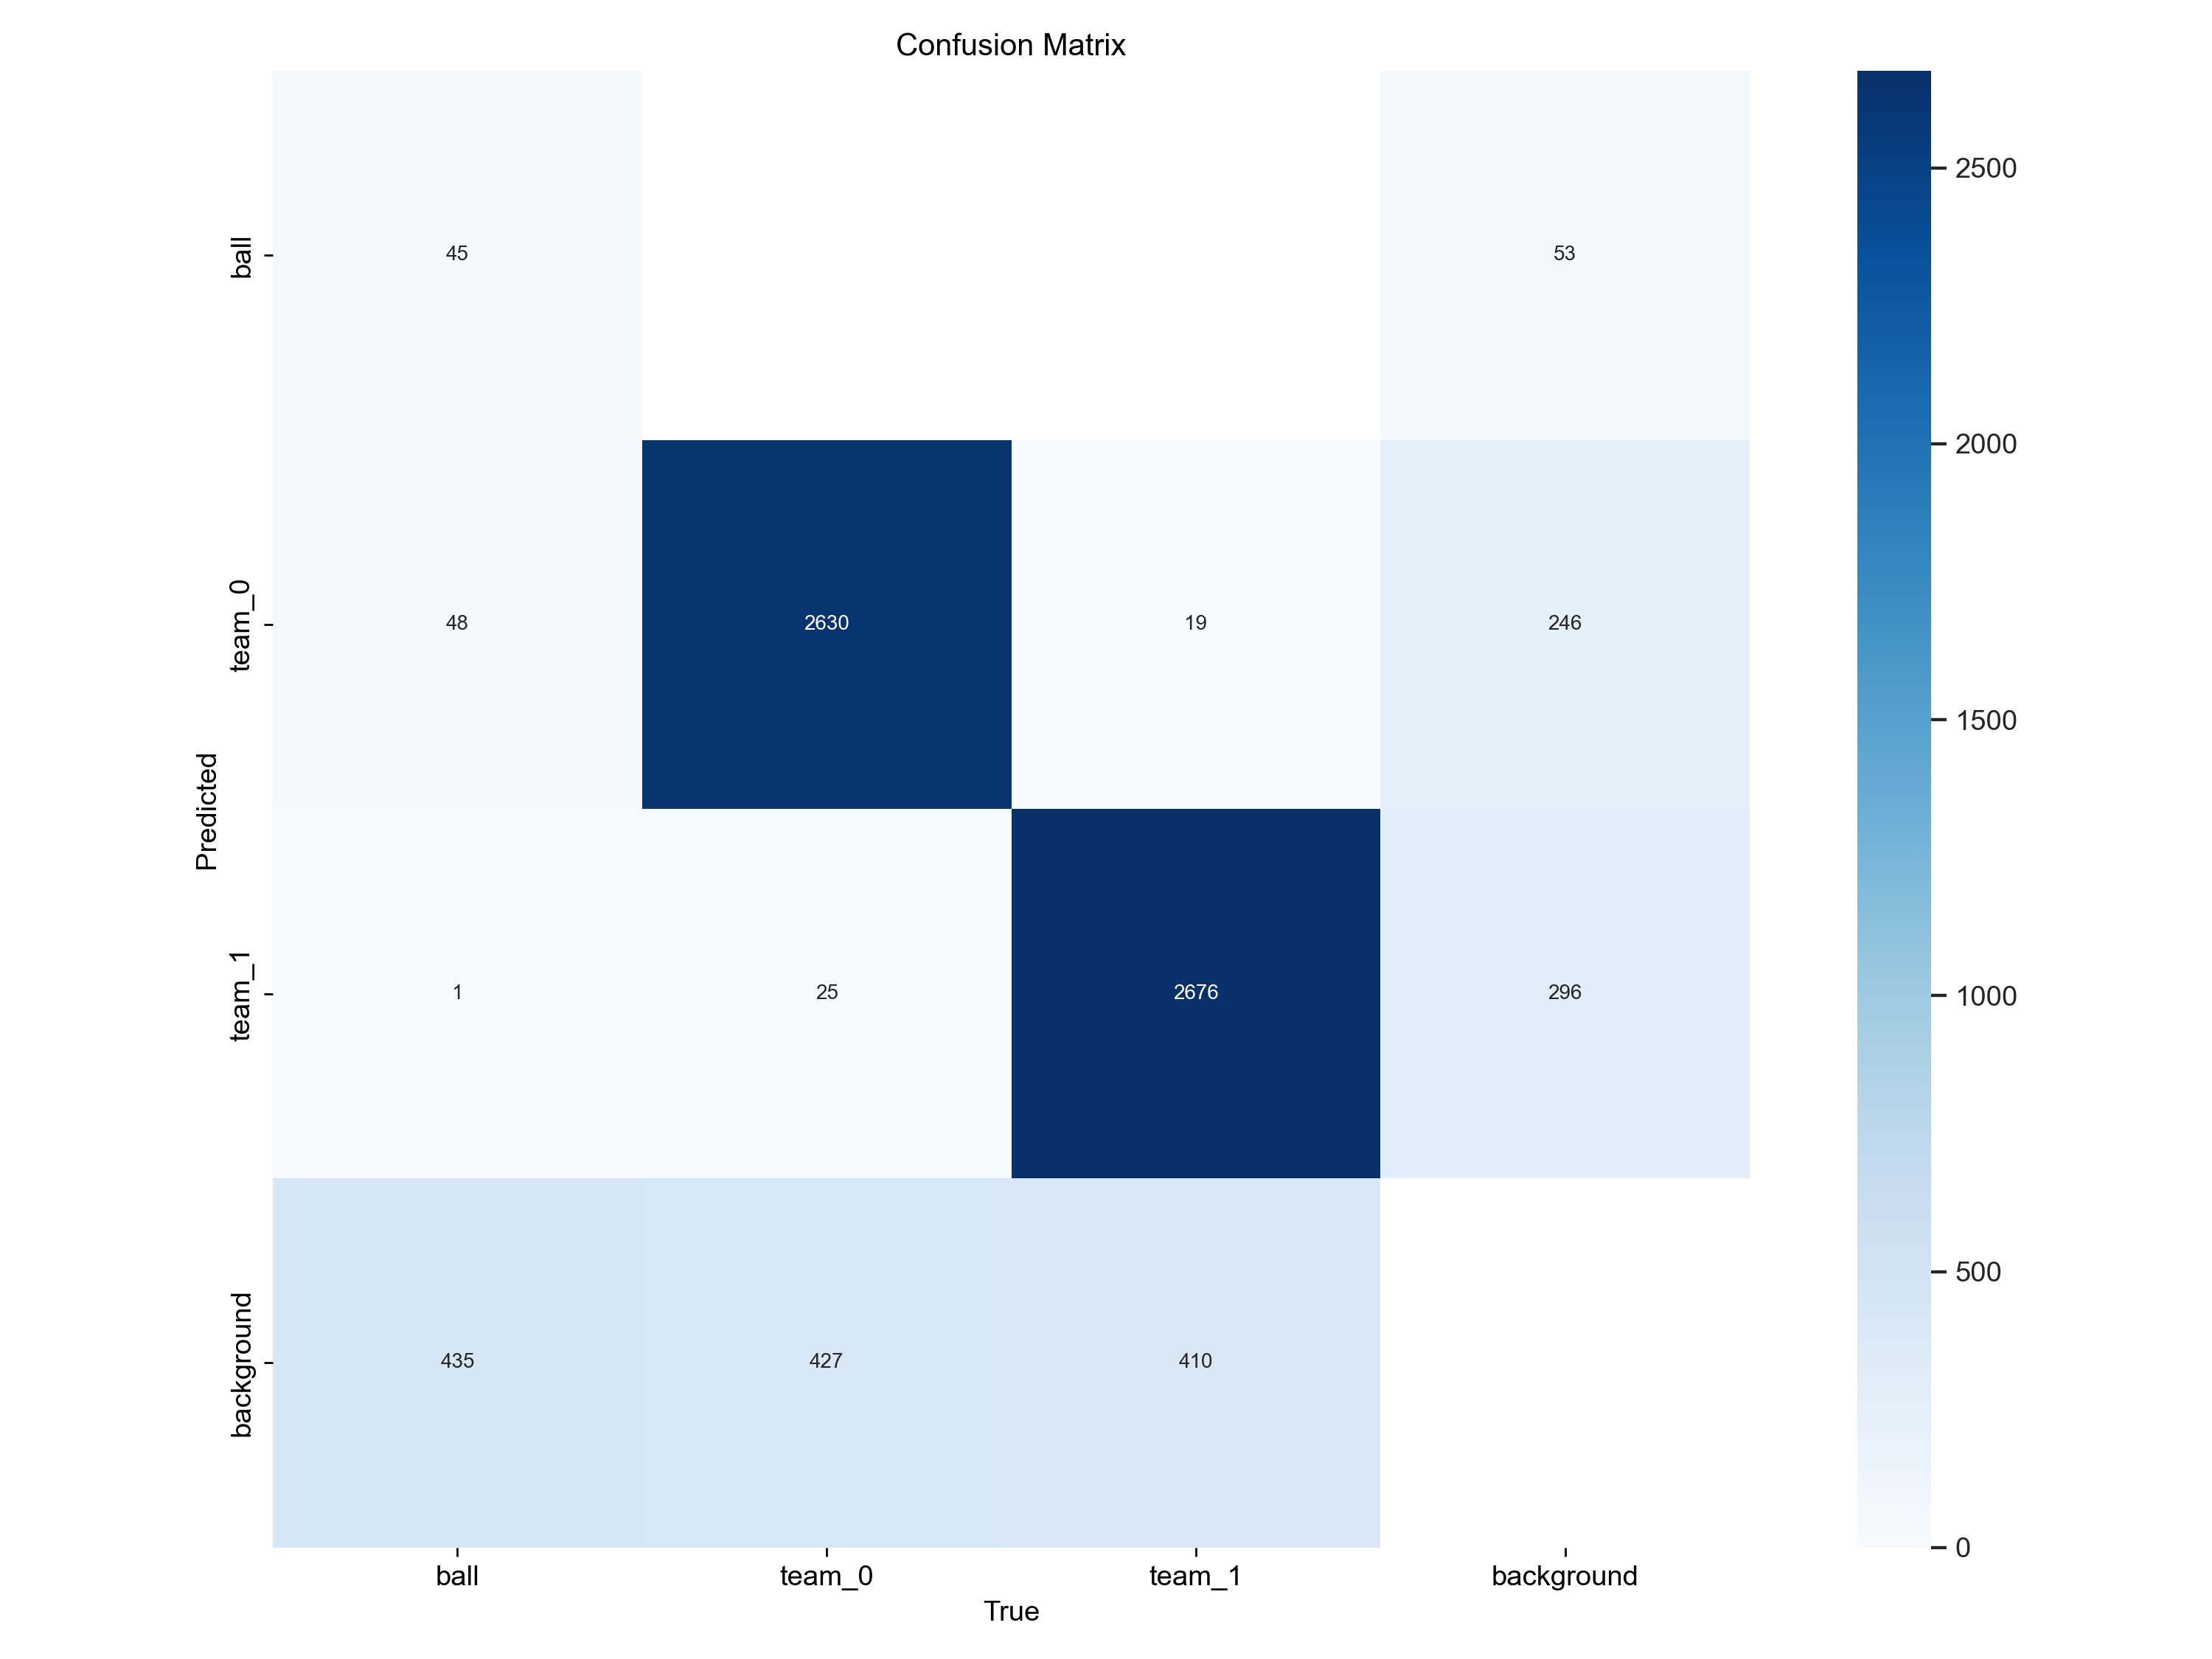 Confusion Matrix
ball
45
53
team_0
48
2630
19
246
team_1
1
25
2676
296
background
435
427
410
Predicted
ball
team_0
team_1
background
True
2500
2000
1500
1000
500
0